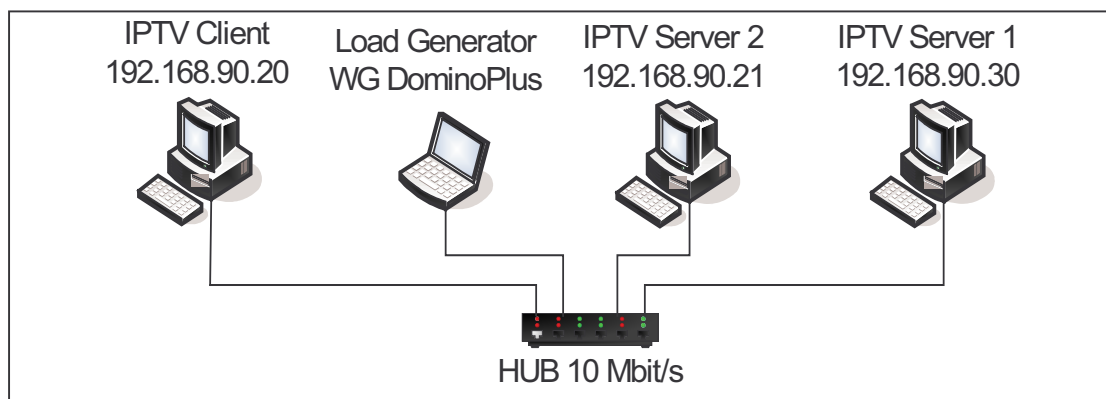 IPTV Client
192.168.90.20
Load Generator
WG DominoPlus
IPTV Server 2
192.168.90.21
IPTV Server 1
192.168.90.30
HUB 10 Mbit/s